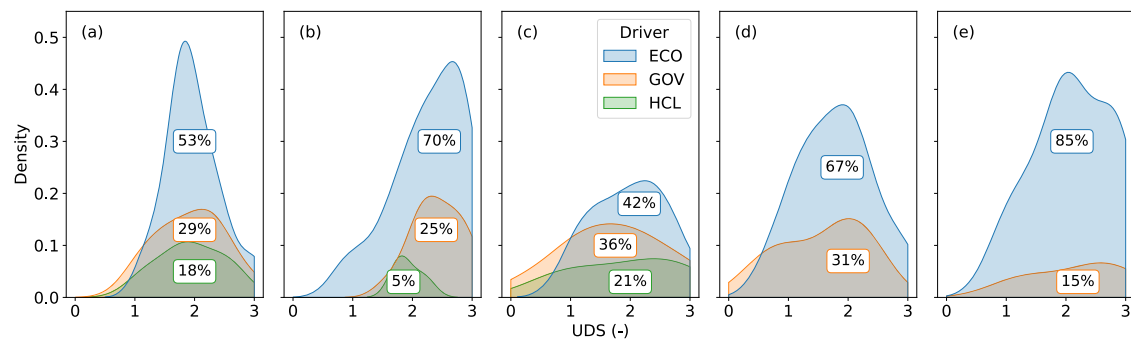 (a)
(b)
(c)
(d)
(e)
Driver
ECO
GOV
HCL
Density
0.5
0.4
0.3
0.2
0.1
0.0
53%
29%
18%
70%
25%
5%
42%
36%
21%
67%
31%
85%
15%
0 1 2 3
0 1 2 3
0 1 2 3
0 1 2 3
0 1 2 3
UDS (-)